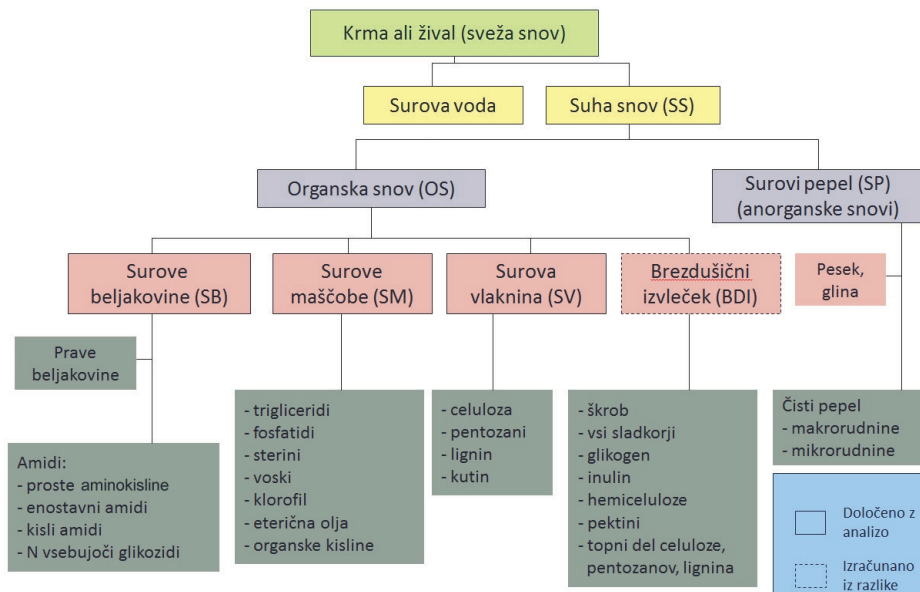 Krma ali žival (sveža snov)
Surova voda
Suha snov (SS)
Organska snov (OS)
Surovi pepel (SP)
(anorganske snovi)
Surove
beljakovine (SB)
Surove
maščobe (SM)
Surova
vlaknina (SV)
Brezdušični
izvleček (BDI)
Pesek,
glina
Prave
beljakovine
Amidi:
- proste aminokisline
- enostavni amidi
- kisli amidi
- N vsebujoči glikozidi
- trigliceridi
- fosfatidi
- sterini
- voski
- klorofil
- eterična olja
- organske kisline
- celuloza
- pentozani
- lignin
- kutin
- škrob
- vsi sladkorji
- glikogen
- inulin
- hemiceluloze
- pektini
- topni del celuloze,
pentozanov, lignina
Čisti pepel
- makrorudnine
- mikrorudnine
Določeno z
analizo
Izračunano
iz razlike